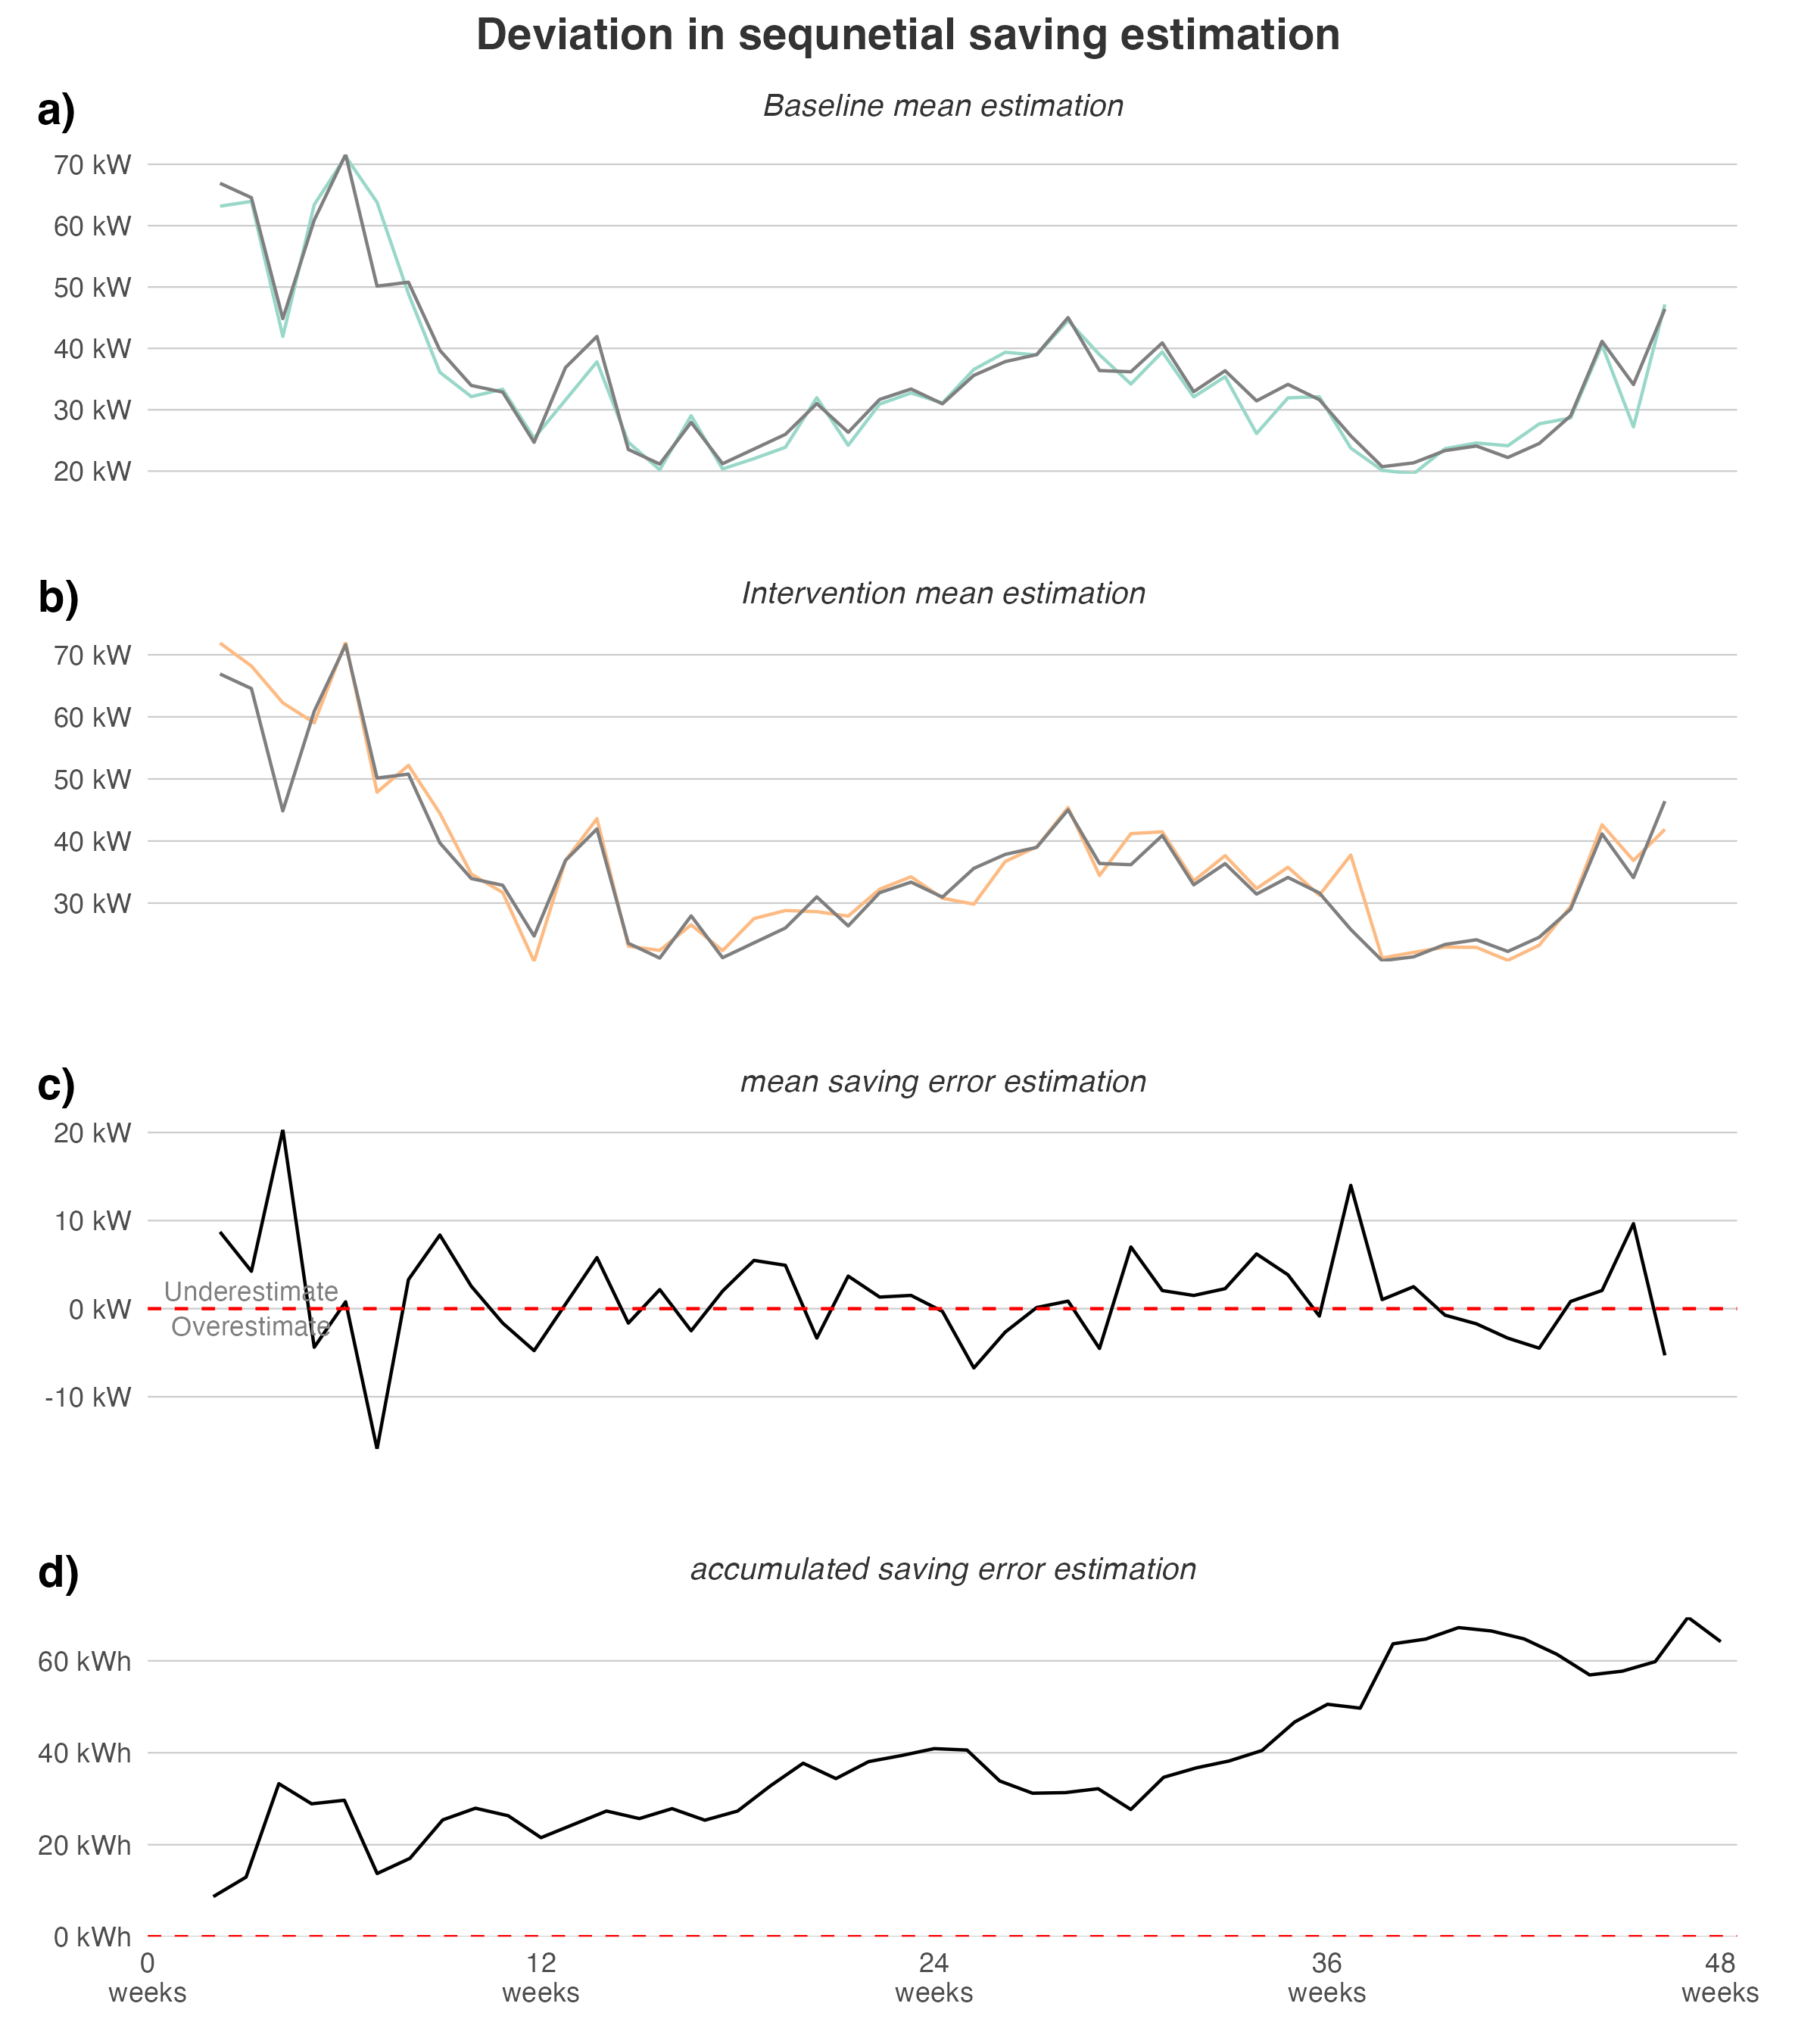 Deviation in sequnetial saving estimation
a)
Baseline mean estimation
70 kW
60 kW
50 kW
40 kW
30 kW
20 kW
b)
Intervention mean estimation
70 kW
60 kW
50 kW
40 kW
30 kW
c)
mean saving error estimation
20 kW
10 kW
Underestimate
0 kW
Overestimate
-10 kW
d)
accumulated saving error estimation
60 kWh
40 kWh
20 kWh
0 kWh
0 12 24 36 48
weeks weeks weeks weeks weeks